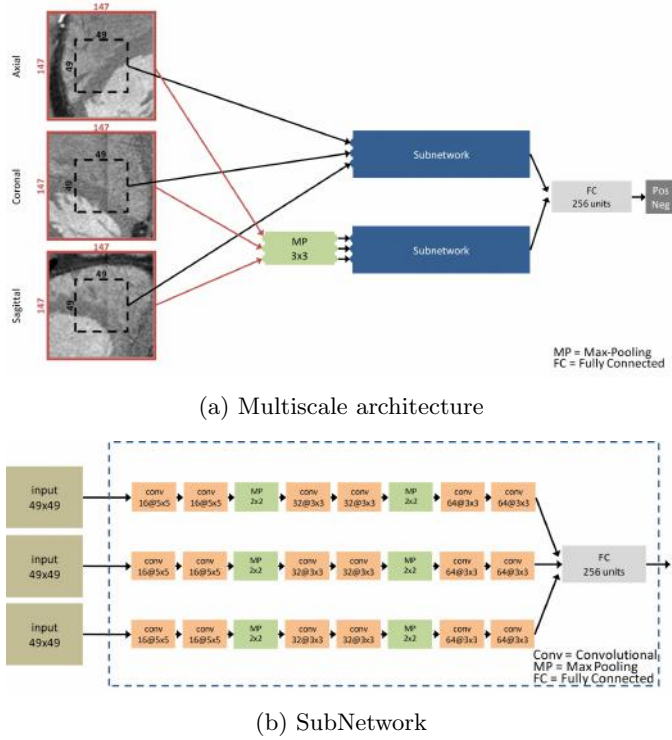 147
49
49
147
Axial
147
49
49
147
Coronal
147
49
49
147
Sagittal
Subnetwork
MP
3x3
Subnetwork
FC
256 units
Pos
Neg
MP = Max-Pooling
FC = Fully Connected
(a) Multiscale architecture
input
49x49
conv
16@5x5
conv
16@5x5
MP
2x2
conv
32@3x3
conv
32@3x3
MP
2x2
conv
64@3x3
conv
64@3x3
input
49x49
conv
16@5x5
conv
16@5x5
MP
2x2
conv
32@3x3
conv
32@3x3
MP
2x2
conv
64@3x3
conv
64@3x3
FC
256 units
input
49x49
conv
16@5x5
conv
16@5x5
MP
2x2
conv
32@3x3
conv
32@3x3
MP
2x2
conv
64@3x3
conv
64@3x3
Conv = Convolutional
MP = Max Pooling
FC = Fully Connected
(b) SubNetwork